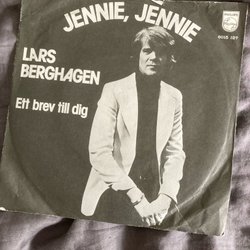 JENNIE, JENNIE
PHILIPS
LARS
BERGHAGEN
Ett brev till dig